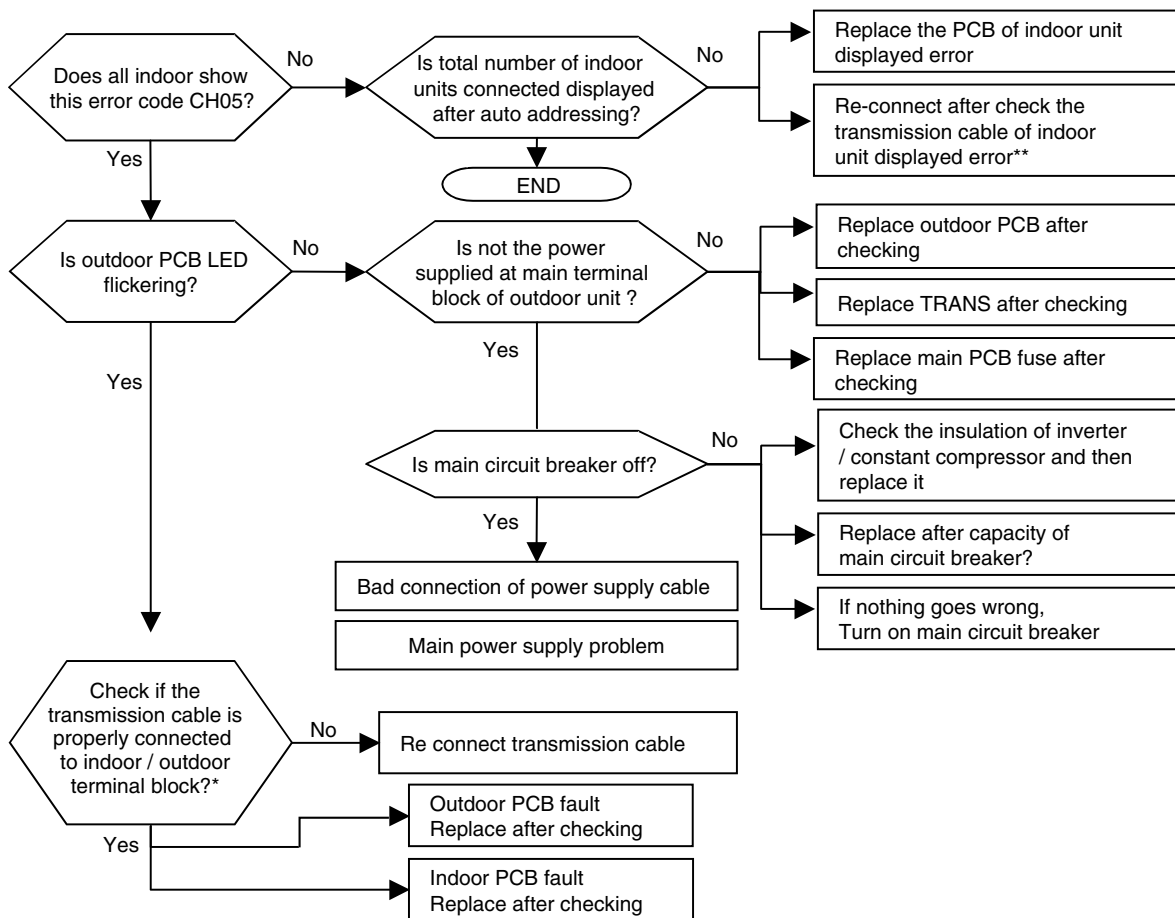 Does all indoor show
this error code CH05?
No
Is total number of indoor
units connected displayed
after auto addressing?
No
Replace the PCB of indoor unit
displayed error
Re-connect after check the
transmission cable of indoor
unit displayed error**
Yes
END
Is outdoor PCB LED
flickering?
No
Is not the power
supplied at main terminal
block of outdoor unit ?
No
Replace outdoor PCB after
checking
Replace TRANS after checking
Replace main PCB fuse after
checking
Yes
Yes
Is main circuit breaker off?
No
Check the insulation of inverter
/ constant compressor and then
replace it
Replace after capacity of
main circuit breaker?
If nothing goes wrong,
Turn on main circuit breaker
Yes
Bad connection of power supply cable
Main power supply problem
Check if the
transmission cable is
properly connected
to indoor / outdoor
terminal block?*
No
Re connect transmission cable
Yes
Outdoor PCB fault
Replace after checking
Indoor PCB fault
Replace after checking